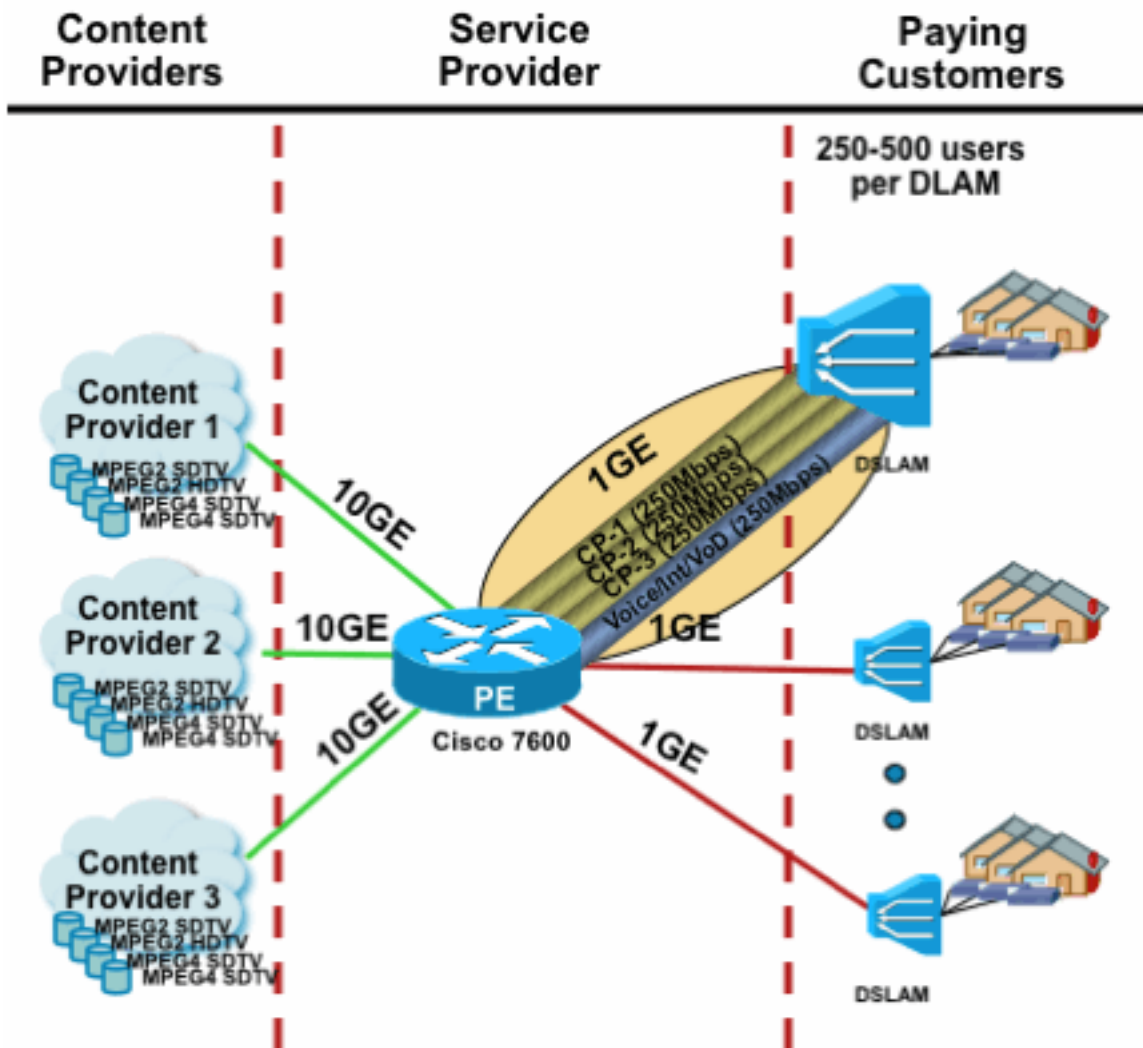 Content
Providers
Service
Provider
Paying
Customers
250-500 users
per DLAM
Content
Provider 1
MPEG2 SDTV
MPEG2 HDTV
MPEG4 SDTV
MPEG4 SDTV
10GE
1GE
CP-1 (250Mbps)
CP-2 (250Mbps)
CP-3 (250Mbps)
Voice/Int/VoD (250Mbps)
DSLAM
Content
Provider 2
MPEG2 SDTV
MPEG2 HDTV
MPEG4 SDTV
MPEG4 SDTV
10GE
PE
Cisco 7600
1GE
DSLAM
Content
Provider 3
MPEG2 SDTV
MPEG2 HDTV
MPEG4 SDTV
MPEG4 SDTV
10GE
1GE
DSLAM